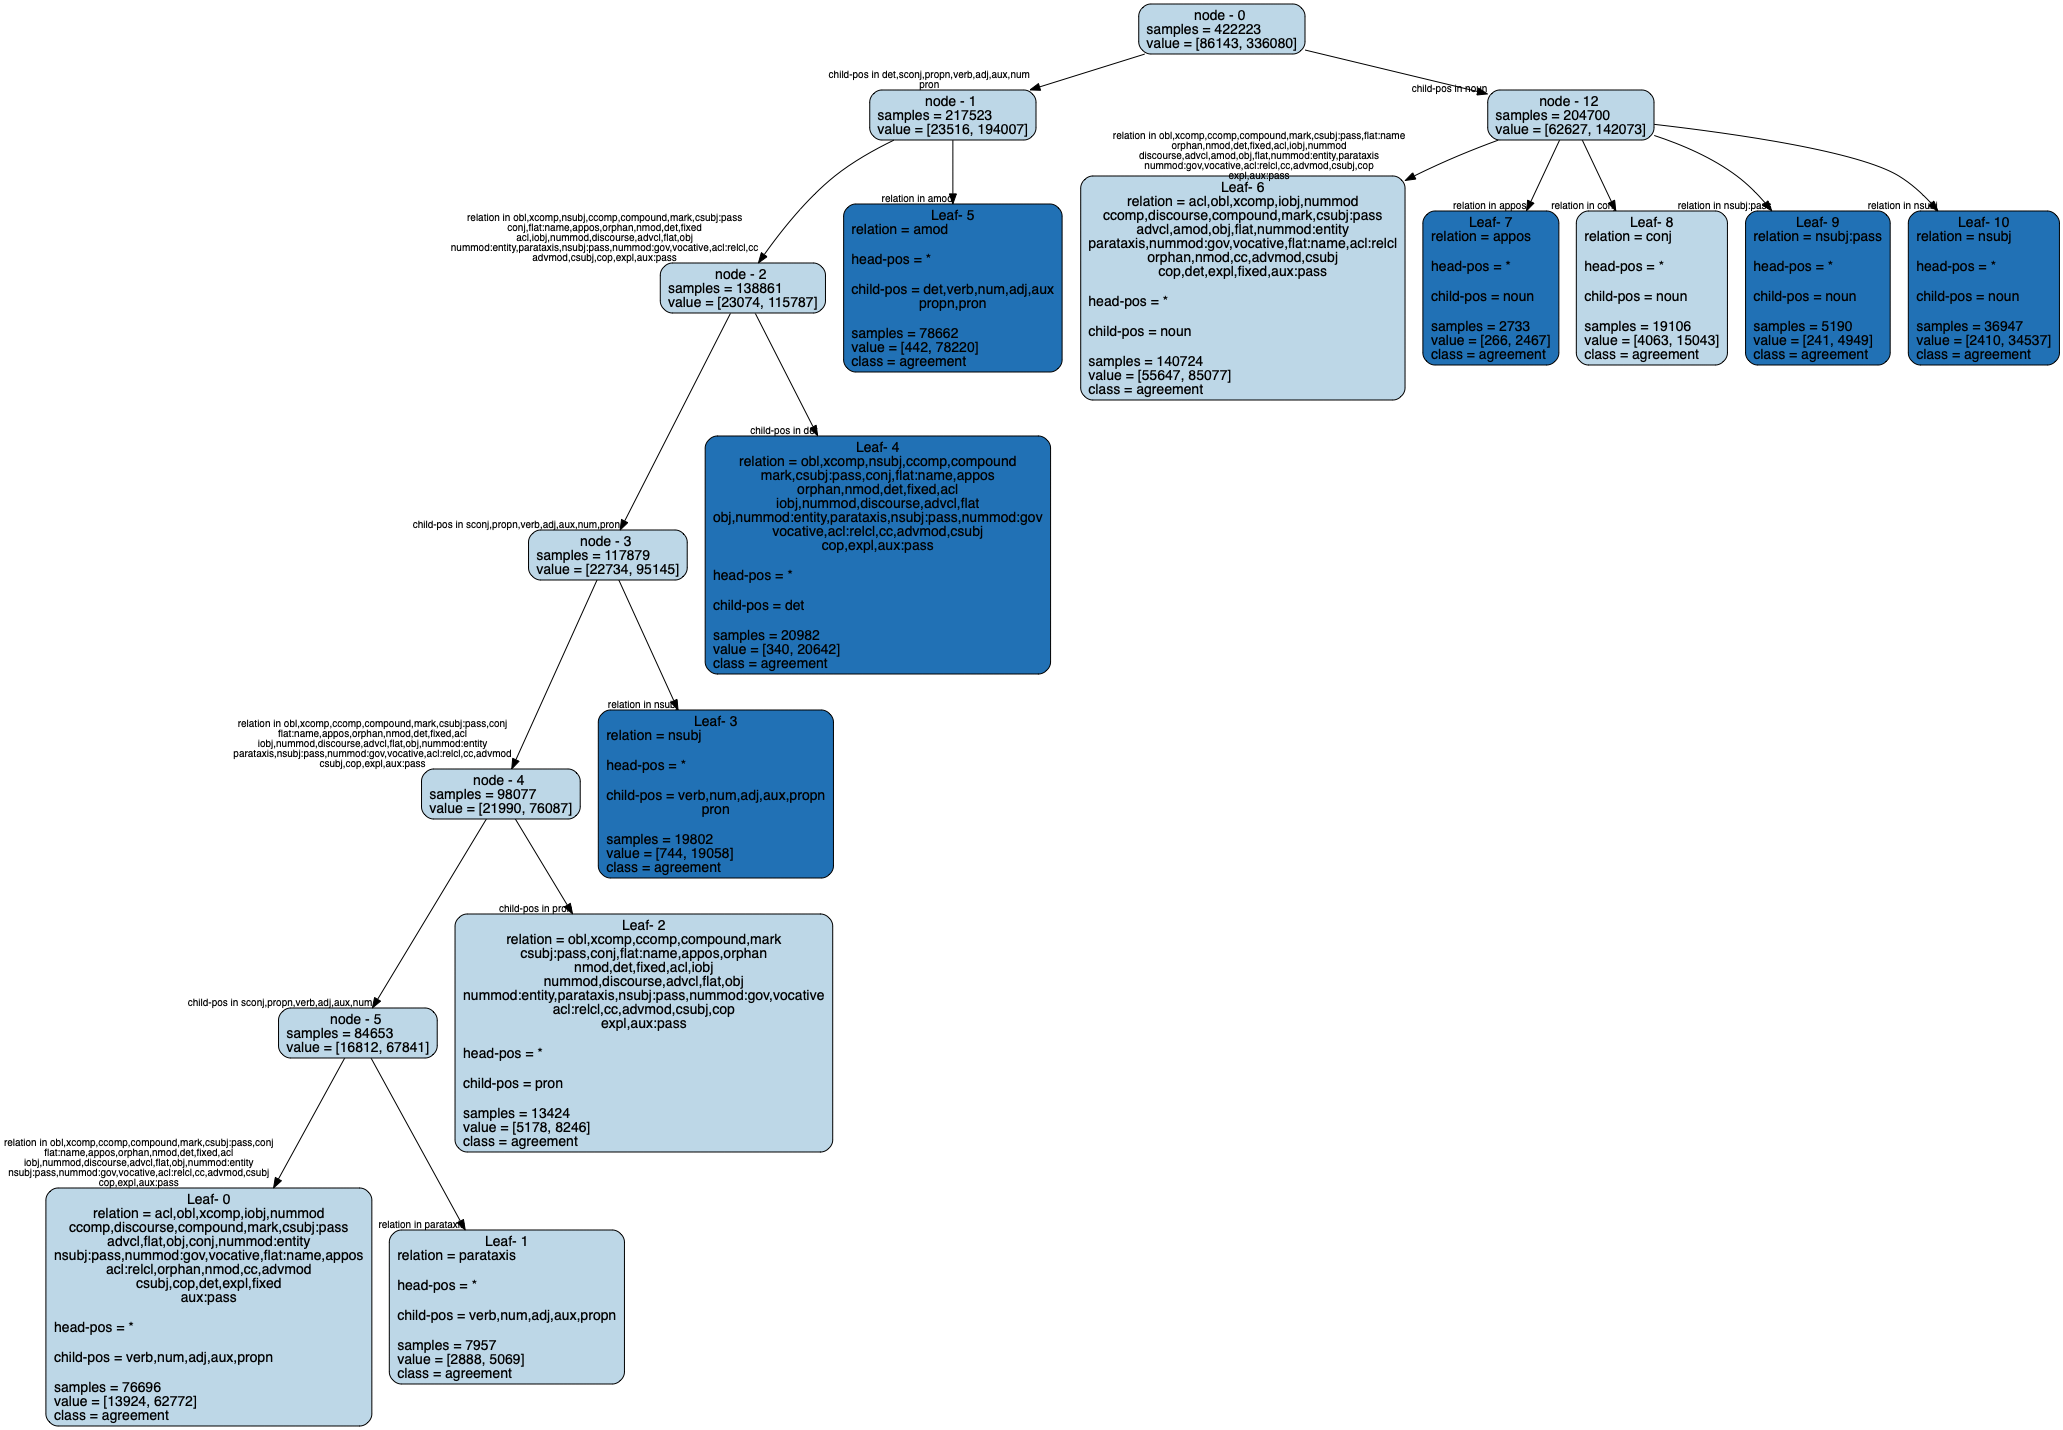 node - 0
samples = 422223
value = [86143, 336080]
child-pos in det,sconj,propn,verb,adj,aux,num
pron
node - 1
samples = 217523
value = [23516, 194007]
child-pos in noun
node - 12
samples = 204700
value = [62627, 142073]
relation in obl,xcomp,nsubj,ccomp,compound,mark,csubj:pass
conj,flat:name,appos,orphan,nmod,det,fixed
acl,iobj,nummod,discourse,advcl,flat,obj
nummod:entity,parataxis,nsubj:pass,nummod:gov,vocative,acl:relcl,cc
advmod,csubj,cop,expl,aux:pass
node - 2
samples = 138861
value = [23074, 115787]
relation in amod
Leaf- 5
relation = amod
head-pos = *
child-pos = det,verb,num,adj,aux
propn,pron
samples = 78662
value = [442, 78220]
class = agreement
relation in obl,xcomp,ccomp,compound,mark,csubj:pass,flat:name
orphan,nmod,det,fixed,acl,iobj,nummod
discourse,advcl,amod,obj,flat,nummod:entity,parataxis
nummod:gov,vocative,acl:relcl,cc,advmod,csubj,cop
expl,aux:pass
Leaf- 6
relation = acl,obl,xcomp,iobj,nummod
ccomp,discourse,compound,mark,csubj:pass
advcl,amod,obj,flat,nummod:entity
parataxis,nummod:gov,vocative,flat:name,acl:relcl
orphan,nmod,cc,advmod,csubj
cop,det,expl,fixed,aux:pass
head-pos = *
child-pos = noun
samples = 140724
value = [55647, 85077]
class = agreement
relation in appos
Leaf- 7
relation = appos
head-pos = *
child-pos = noun
samples = 2733
value = [266, 2467]
class = agreement
relation in conj
Leaf- 8
relation = conj
head-pos = *
child-pos = noun
samples = 19106
value = [4063, 15043]
class = agreement
relation in nsubj:pass
Leaf- 9
relation = nsubj:pass
head-pos = *
child-pos = noun
samples = 5190
value = [241, 4949]
class = agreement
relation in nsubj
Leaf- 10
relation = nsubj
head-pos = *
child-pos = noun
samples = 36947
value = [2410, 34537]
class = agreement
child-pos in sconj,propn,verb,adj,aux,num,pron
node - 3
samples = 117879
value = [22734, 95145]
child-pos in det
Leaf- 4
relation = obl,xcomp,nsubj,ccomp,compound
mark,csubj:pass,conj,flat:name,appos
orphan,nmod,det,fixed,acl
iobj,nummod,discourse,advcl,flat
obj,nummod:entity,parataxis,nsubj:pass,nummod:gov
vocative,acl:relcl,cc,advmod,csubj
cop,expl,aux:pass
head-pos = *
child-pos = det
samples = 20982
value = [340, 20642]
class = agreement
relation in obl,xcomp,ccomp,compound,mark,csubj:pass,conj
flat:name,appos,orphan,nmod,det,fixed,acl
iobj,nummod,discourse,advcl,flat,obj,nummod:entity
parataxis,nsubj:pass,nummod:gov,vocative,acl:relcl,cc,advmod
csubj,cop,expl,aux:pass
node - 4
samples = 98077
value = [21990, 76087]
relation in nsubj
Leaf- 3
relation = nsubj
head-pos = *
child-pos = verb,num,adj,aux,propn
pron
samples = 19802
value = [744, 19058]
class = agreement
child-pos in sconj,propn,verb,adj,aux,num
node - 5
samples = 84653
value = [16812, 67841]
child-pos in pron
Leaf- 2
relation = obl,xcomp,ccomp,compound,mark
csubj:pass,conj,flat:name,appos,orphan
nmod,det,fixed,acl,iobj
nummod,discourse,advcl,flat,obj
nummod:entity,parataxis,nsubj:pass,nummod:gov,vocative
acl:relcl,cc,advmod,csubj,cop
expl,aux:pass
head-pos = *
child-pos = pron
samples = 13424
value = [5178, 8246]
class = agreement
relation in obl,xcomp,ccomp,compound,mark,csubj:pass,conj
flat:name,appos,orphan,nmod,det,fixed,acl
iobj,nummod,discourse,advcl,flat,obj,nummod:entity
nsubj:pass,nummod:gov,vocative,acl:relcl,cc,advmod,csubj
cop,expl,aux:pass
Leaf- 0
relation = acl,obl,xcomp,iobj,nummod
ccomp,discourse,compound,mark,csubj:pass
advcl,flat,obj,conj,nummod:entity
nsubj:pass,nummod:gov,vocative,flat:name,appos
acl:relcl,orphan,nmod,cc,advmod
csubj,cop,det,expl,fixed
aux:pass
head-pos = *
child-pos = verb,num,adj,aux,propn
samples = 76696
value = [13924, 62772]
class = agreement
relation in parataxis
Leaf- 1
relation = parataxis
head-pos = *
child-pos = verb,num,adj,aux,propn
samples = 7957
value = [2888, 5069]
class = agreement